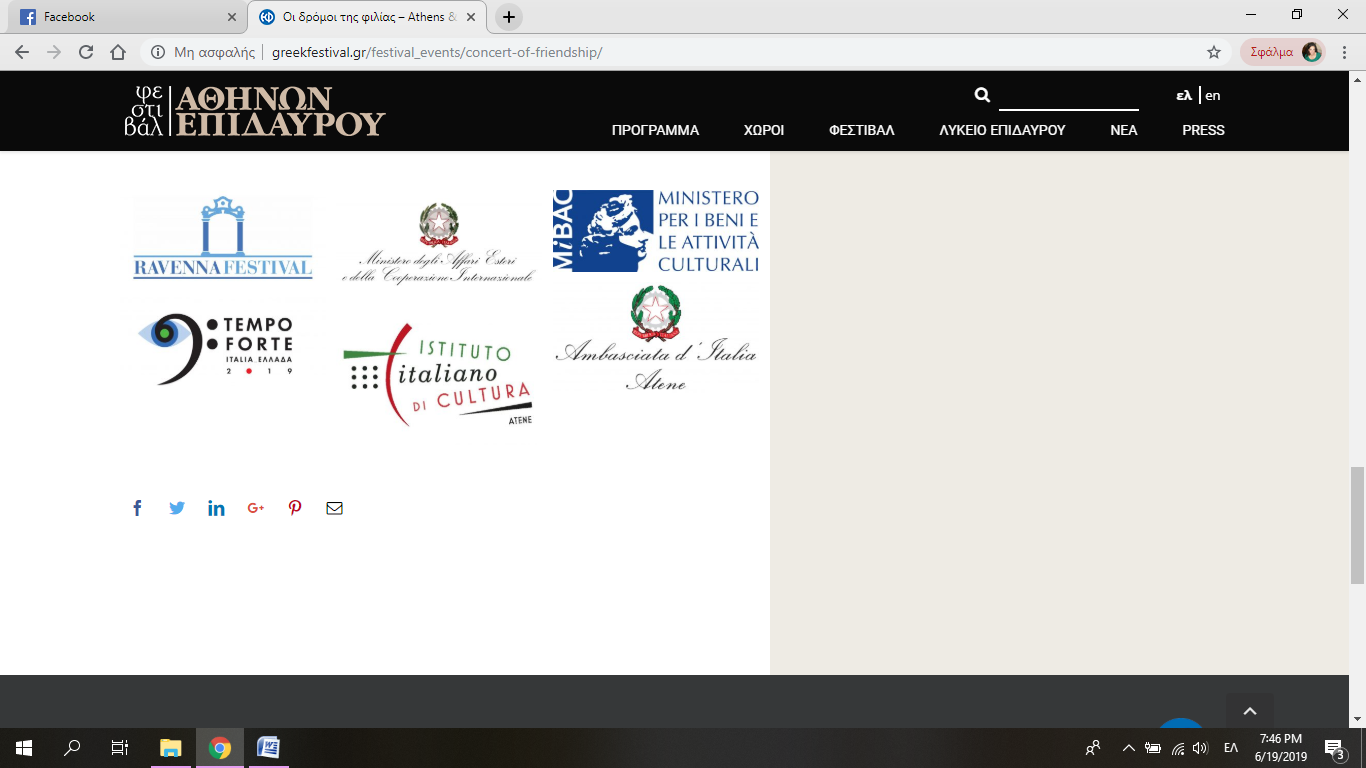 Facebook
Οι δρόμοι της φιλίας – Athens &
Μη ασφαλής
greekfestival.gr/festival_events/concert-of-friendship/
Σφάλμα
φε
στι
βάλ
ΑΘΗΝΩΝ
ΕΠΙΔΑΥΡΟΥ
ελ
en
ΠΡΟΓΡΑΜΜΑ
ΧΩΡΟΙ
ΦΕΣΤΙΒΑΛ
ΛΥΚΕΙΟ ΕΠΙΔΑΥΡΟΥ
ΝΕΑ
PRESS
RAVENNAFESTIVAL
Ministero degli Affari Esteri
e della Cooperazione Internazionale
MiBAC
MINISTERO
PER I BENI E
LE ATTIVITÀ
CULTURALI
TEMPO
FORTE
ITALIA ΕΛΛΑΔΑ
2 • 1 9
ISTITUTO
italiano
DI CULTURA
ATENE
Ambasciata d'Italia
Atene
G+
ΕΛ
7:46 PM
6/19/2019
3